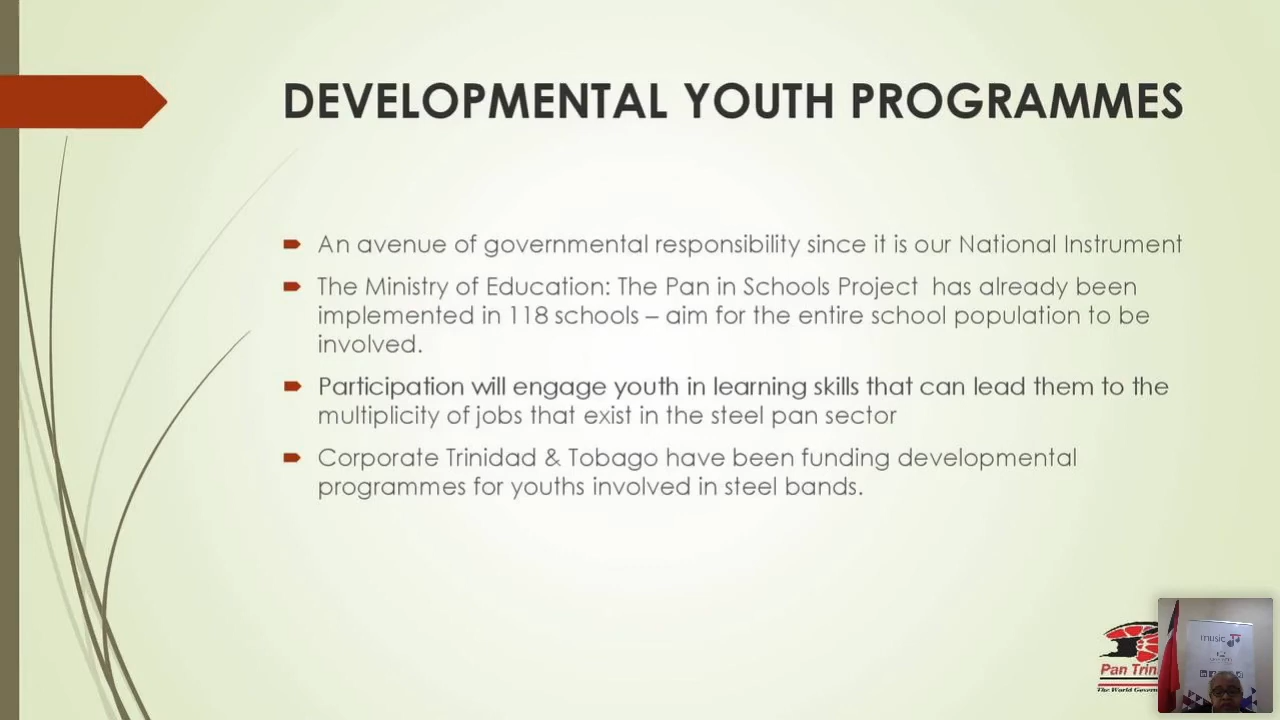 DEVELOPMENTAL YOUTH PROGRAMMES
An avenue of governmental responsibility since it is our National Instrument
The Ministry of Education: The Pan in Schools Project has already been
implemented in 118 schools – aim for the entire school population to be
involved.
Participation will engage youth in learning skills that can lead them to the
multiplicity of jobs that exist in the steel pan sector
Corporate Trinidad & Tobago have been funding developmental
programmes for youths involved in steel bands.
music
Pan Trin
The World Govern